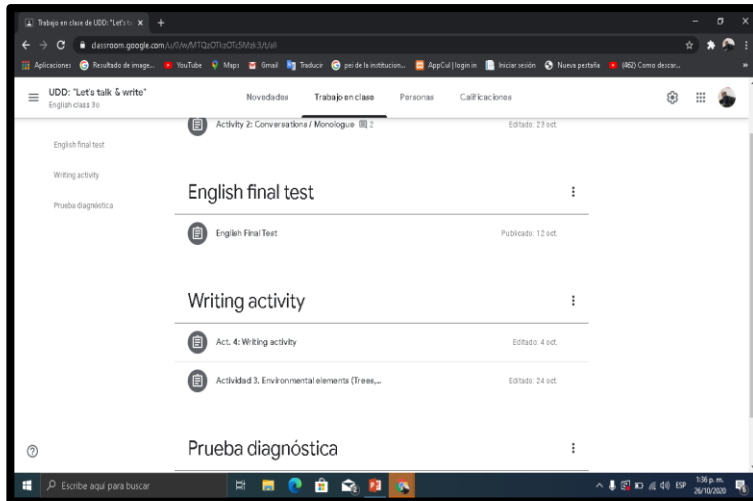 Trabajo en clase de UDD: "Let's ta
classroom.google.com/u/0/w/MTQzOTkzOTc5Mzk3/t/all
Aplicaciones Resultado de image... YouTube Maps Gmail Traducir pei de la institucion... AppCul | login in Iniciar sesión Nueva pestaña (462) Como descar... »
UDD: "Let's talk & write"
English class 3o
Novedades Trabajo en clase Personas Calificaciones
Activity 2: Conversations / Monologue 2 Editado: 23 oct.
English final test
Writing activity
Prueba diagnóstica
English final test
English Final Test Publicado: 12 oct.
Writing activity
Act. 4: Writing activity Editado: 4 oct.
Actividad 3. Environmental elements (Trees,... Editado: 24 oct.
Prueba diagnóstica
Escribe aquí para buscar
ESP
1:36 p. m.
26/10/2020